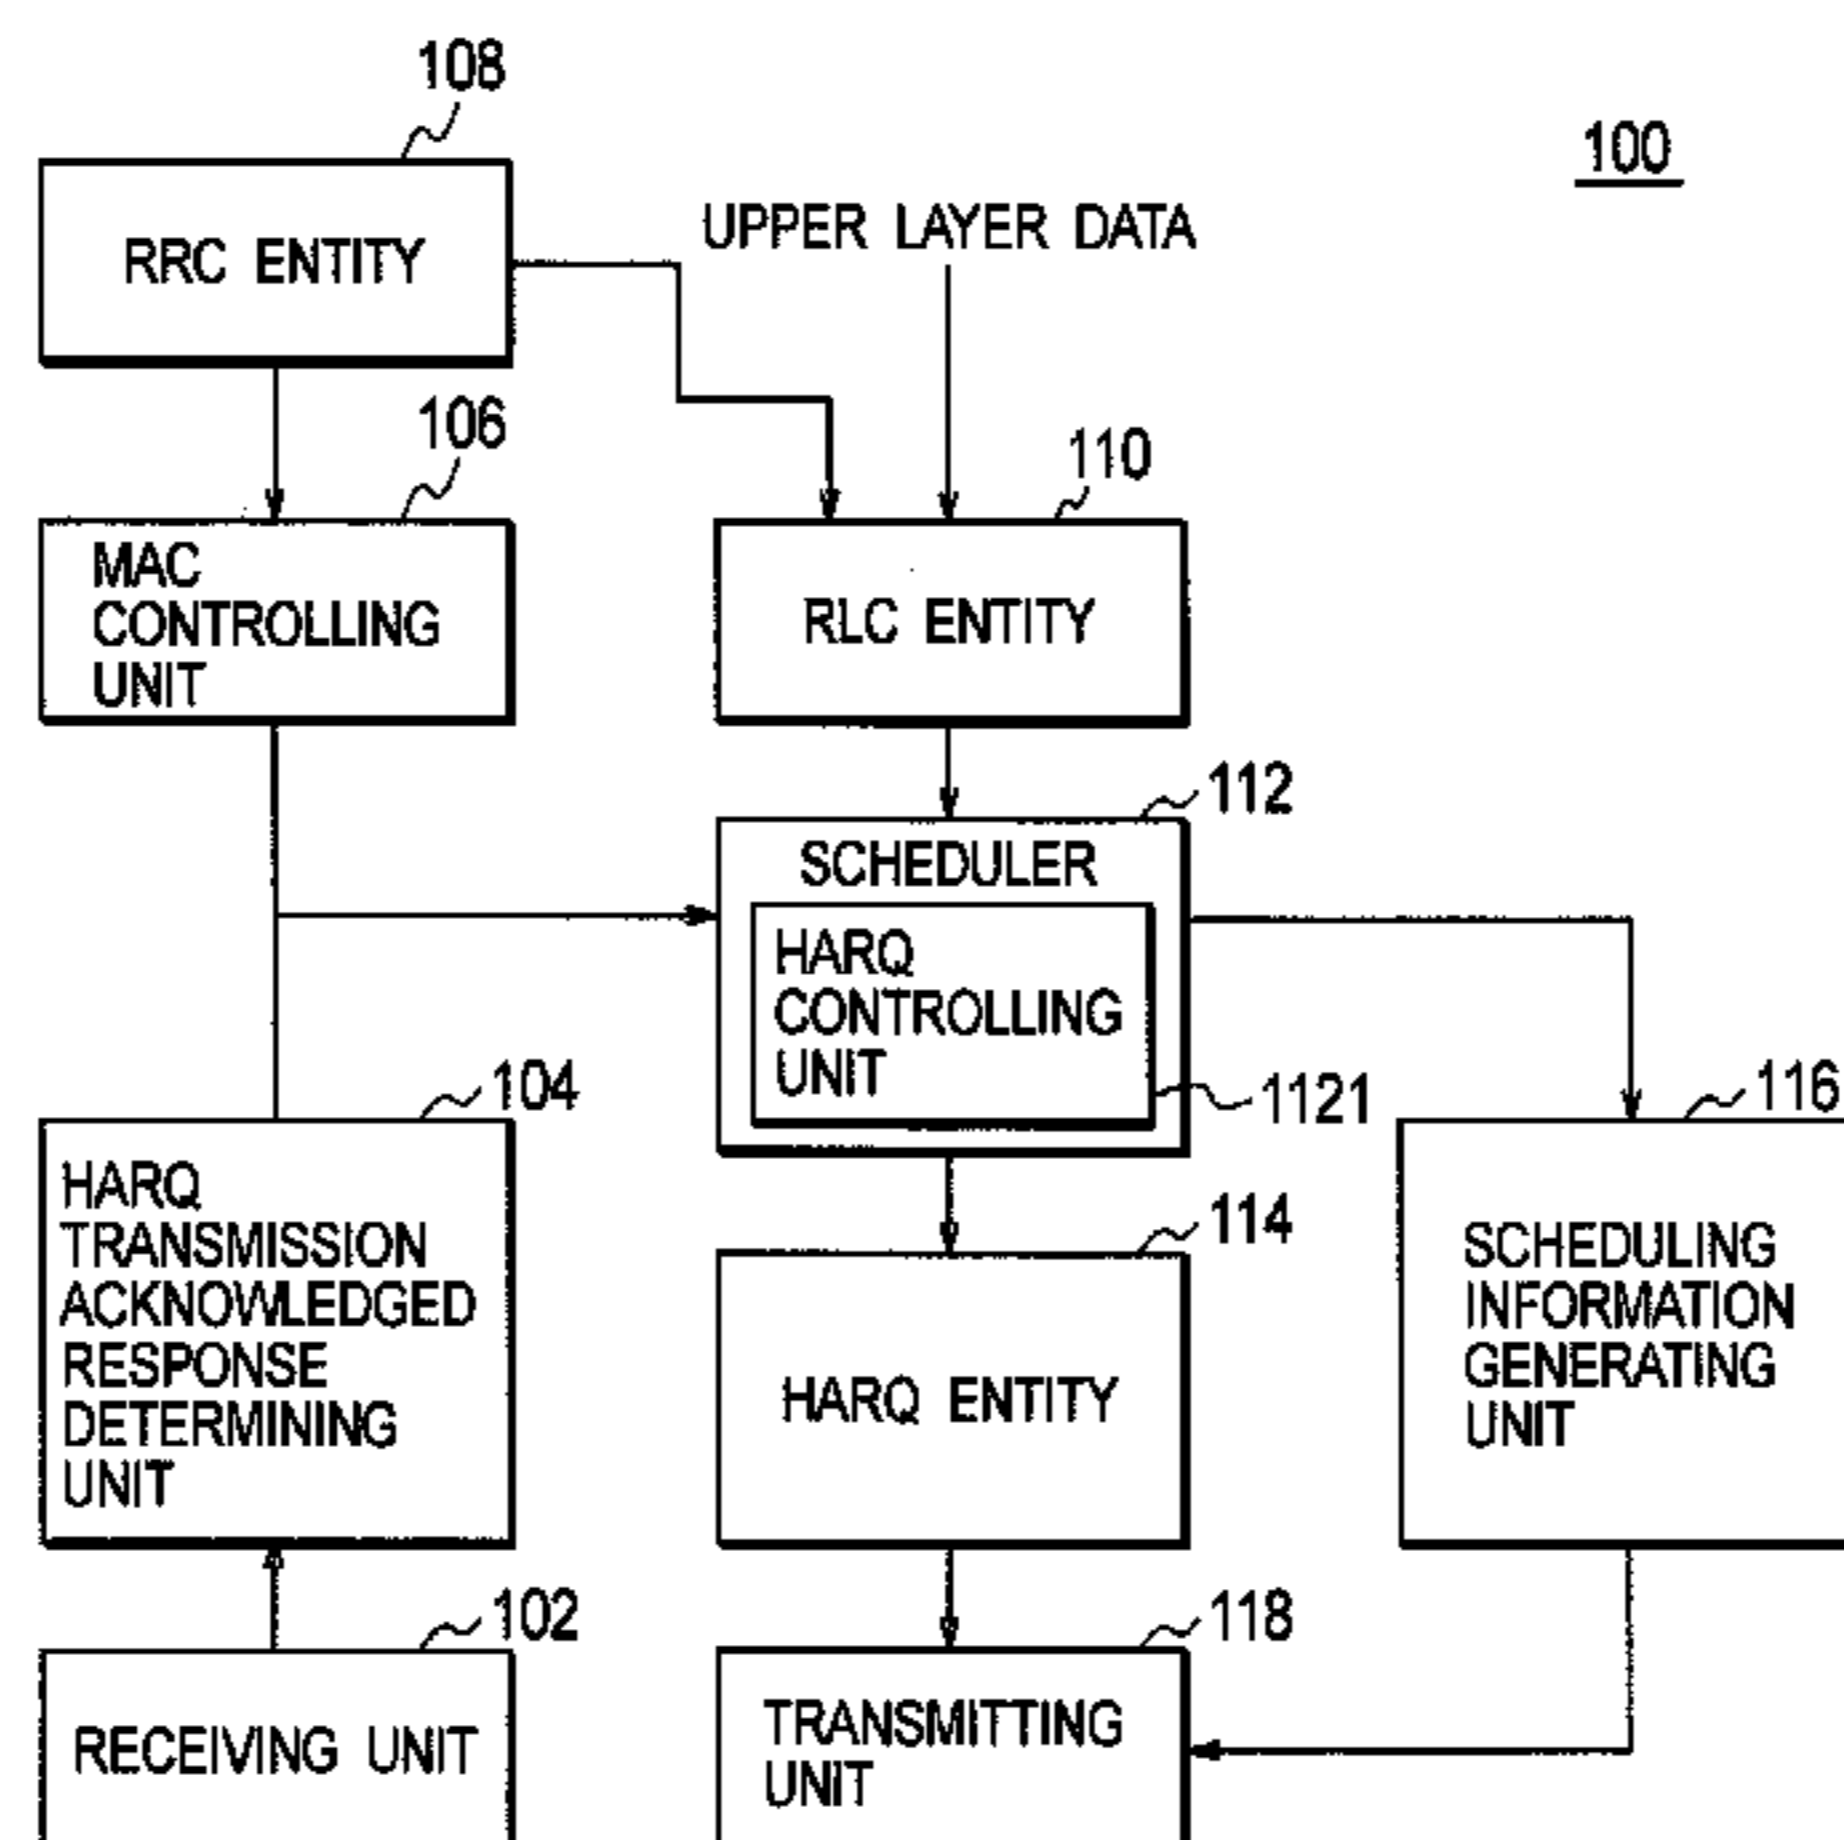 108
100
RRC ENTITY
UPPER LAYER DATA
106
110
MAC
CONTROLLING
UNIT
RLC ENTITY
112
SCHEDULER
HARQ
CONTROLLING
UNIT
1121
104
116
HARQ
TRANSMISSION
ACKNOWLEDGED
RESPONSE
DETERMINING
UNIT
114
HARQ ENTITY
SCHEDULING
INFORMATION
GENERATING
UNIT
102
118
RECEIVING UNIT
TRANSMITTING
UNIT